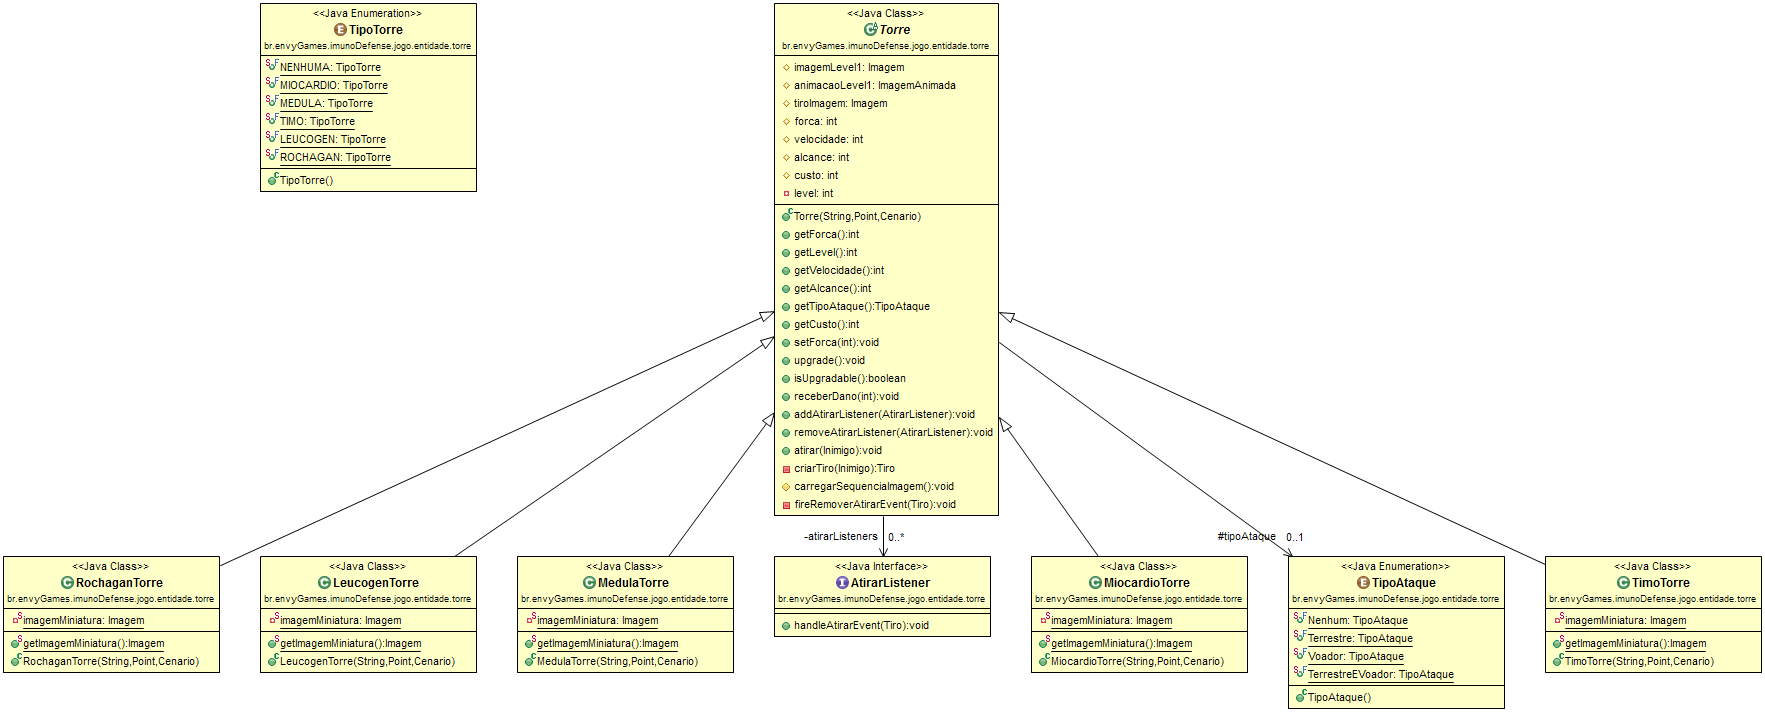 <<Java Enumeration>>
TipoTorre
br.envyGames.imunoDefense.jogo.entidade.torre
NENHUMA: TipoTorre
MIOCARDIO: TipoTorre
MEDULA: TipoTorre
TIMO: TipoTorre
LEUCOGEN: TipoTorre
ROCHAGAN: TipoTorre
TipoTorre()
<<Java Class>>
Torre
br.envyGames.imunoDefense.jogo.entidade.torre
imagemLevel1: Imagem
animacaoLevel1: ImagemAnimada
tiroImagem: Imagem
forca: int
velocidade: int
alcance: int
custo: int
level: int
Torre(String,Point,Cenario)
getForca():int
getLevel():int
getVelocidade():int
getAlcance():int
getTipoAtaque():TipoAtaque
getCusto():int
setForca(int):void
upgrade():void
isUpgradable():boolean
receberDano(int):void
addAtirarListener(AtirarListener):void
removeAtirarListener(AtirarListener):void
atirar(Inimigo):void
criarTiro(Inimigo):Tiro
carregarSequenciaImagem():void
fireRemoverAtirarEvent(Tiro):void
-atirarListeners 0..*
#tipoAtaque 0..1
<<Java Class>>
RochaganTorre
br.envyGames.imunoDefense.jogo.entidade.torre
imagemMiniatura: Imagem
getImagemMiniatura():Imagem
RochaganTorre(String,Point,Cenario)
<<Java Class>>
LeucogenTorre
br.envyGames.imunoDefense.jogo.entidade.torre
imagemMiniatura: Imagem
getImagemMiniatura():Imagem
LeucogenTorre(String,Point,Cenario)
<<Java Class>>
MedulaTorre
br.envyGames.imunoDefense.jogo.entidade.torre
imagemMiniatura: Imagem
getImagemMiniatura():Imagem
MedulaTorre(String,Point,Cenario)
<<Java Interface>>
AtirarListener
br.envyGames.imunoDefense.jogo.entidade.torre
handleAtirarEvent(Tiro):void
<<Java Class>>
MiocardioTorre
br.envyGames.imunoDefense.jogo.entidade.torre
imagemMiniatura: Imagem
getImagemMiniatura():Imagem
MiocardioTorre(String,Point,Cenario)
<<Java Enumeration>>
TipoAtaque
br.envyGames.imunoDefense.jogo.entidade.torre
Nenhum: TipoAtaque
Terrestre: TipoAtaque
Voador: TipoAtaque
TerrestreEVoador: TipoAtaque
TipoAtaque()
<<Java Class>>
TimoTorre
br.envyGames.imunoDefense.jogo.entidade.torre
imagemMiniatura: Imagem
getImagemMiniatura():Imagem
TimoTorre(String,Point,Cenario)